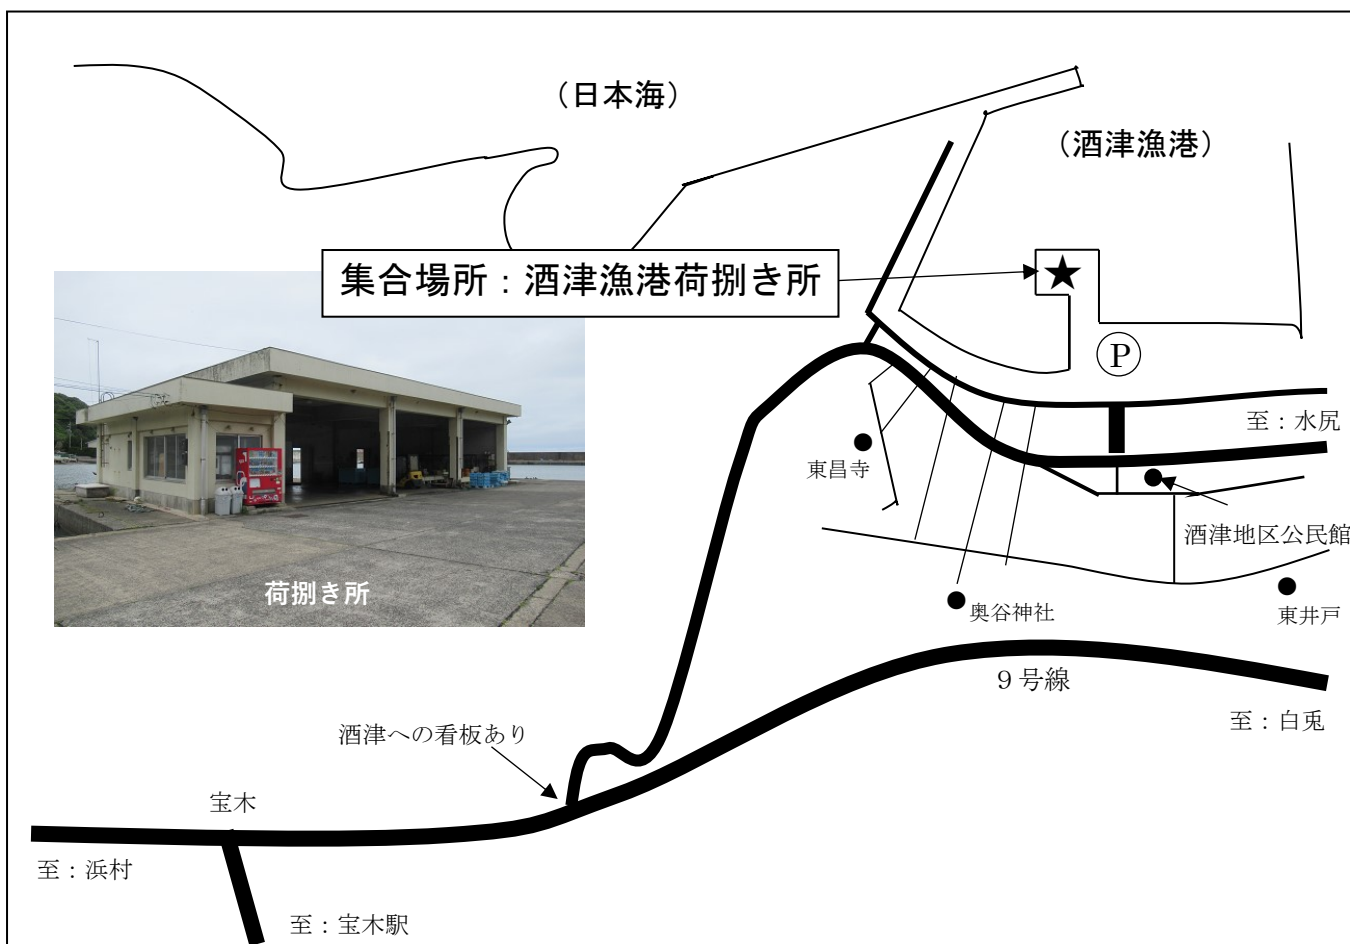 （日本海）
（酒津漁港）
集合場所：酒津漁港荷捌き所
P
至：水尻
東昌寺
酒津地区公民館
荷捌き所
奥谷神社
東井戸
９号線
至：白兎
酒津への看板あり
宝木
至：浜村
至：宝木駅